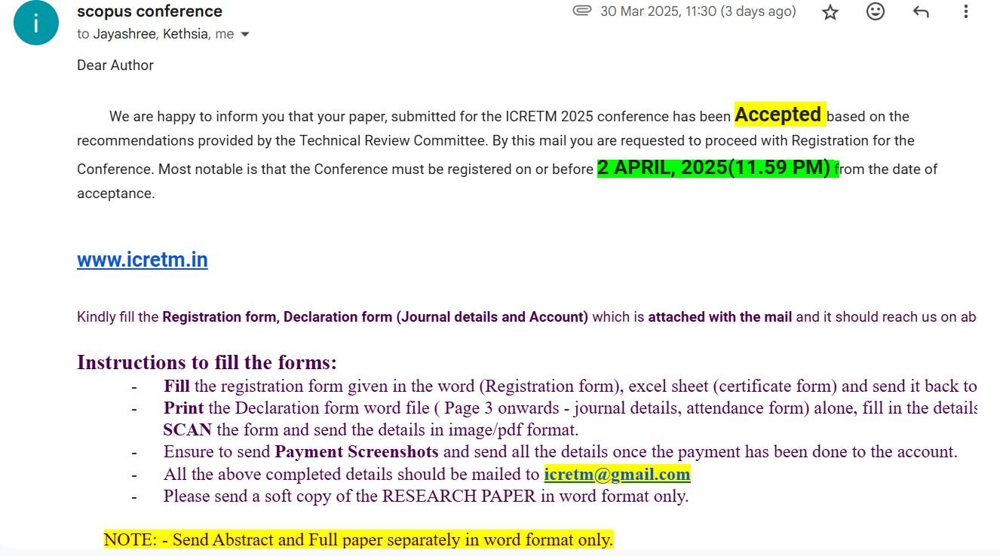 i
scopus conference
30 Mar 2025, 11:30 (3 days ago)
to Jayashree, Kethsia, me
Dear Author
We are happy to inform you that your paper, submitted for the ICRETM 2025 conference has been Accepted based on the
recommendations provided by the Technical Review Committee. By this mail you are requested to proceed with Registration for the
Conference. Most notable is that the Conference must be registered on or before 2 APRIL, 2025(11.59 PM) from the date of
acceptance.
www.icretm.in
Kindly fill the Registration form, Declaration form (Journal details and Account) which is attached with the mail and it should reach us on ab
Instructions to fill the forms:
- Fill the registration form given in the word (Registration form), excel sheet (certificate form) and send it back to
- Print the Declaration form word file ( Page 3 onwards - journal details, attendance form) alone, fill in the details
SCAN the form and send the details in image/pdf format.
- Ensure to send Payment Screenshots and send all the details once the payment has been done to the account.
- All the above completed details should be mailed to icretm@gmail.com
- Please send a soft copy of the RESEARCH PAPER in word format only.
NOTE: - Send Abstract and Full paper separately in word format only.